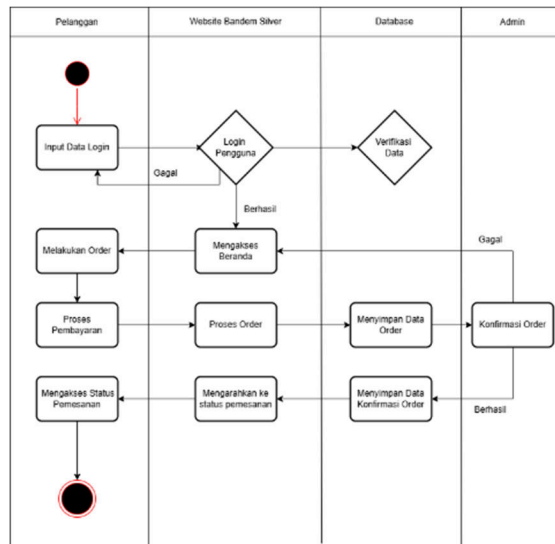 Pelanggan
Website Bandem Silver
Database
Admin
Input Data Login
Login
Pengguna
Verifikasi
Data
Gagal
Berhasil
Melakukan Order
Mengakses
Beranda
Gagal
Proses
Pembayaran
Proses Order
Menyimpan Data
Order
Konfirmasi Order
Mengakses Status
Pemesanan
Mengarahkan ke
status pemesanan
Menyimpan Data
Konfirmasi Order
Berhasil